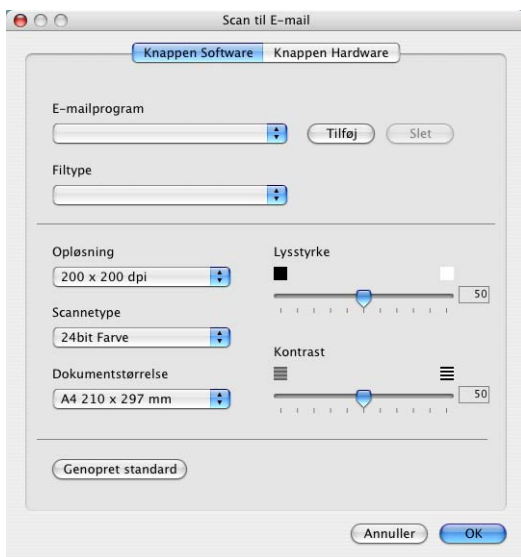 Scan til E-mail
Knappen Software Knappen Hardware
E-mailprogram
Tilføj Slet
Filtype
Opløsning
200 x 200 dpi
Scannetype
24bit Farve
Dokumentstørrelse
A4 210 x 297 mm
Lysstyrke
50
Kontrast
50
Genopret standard
Annuller OK